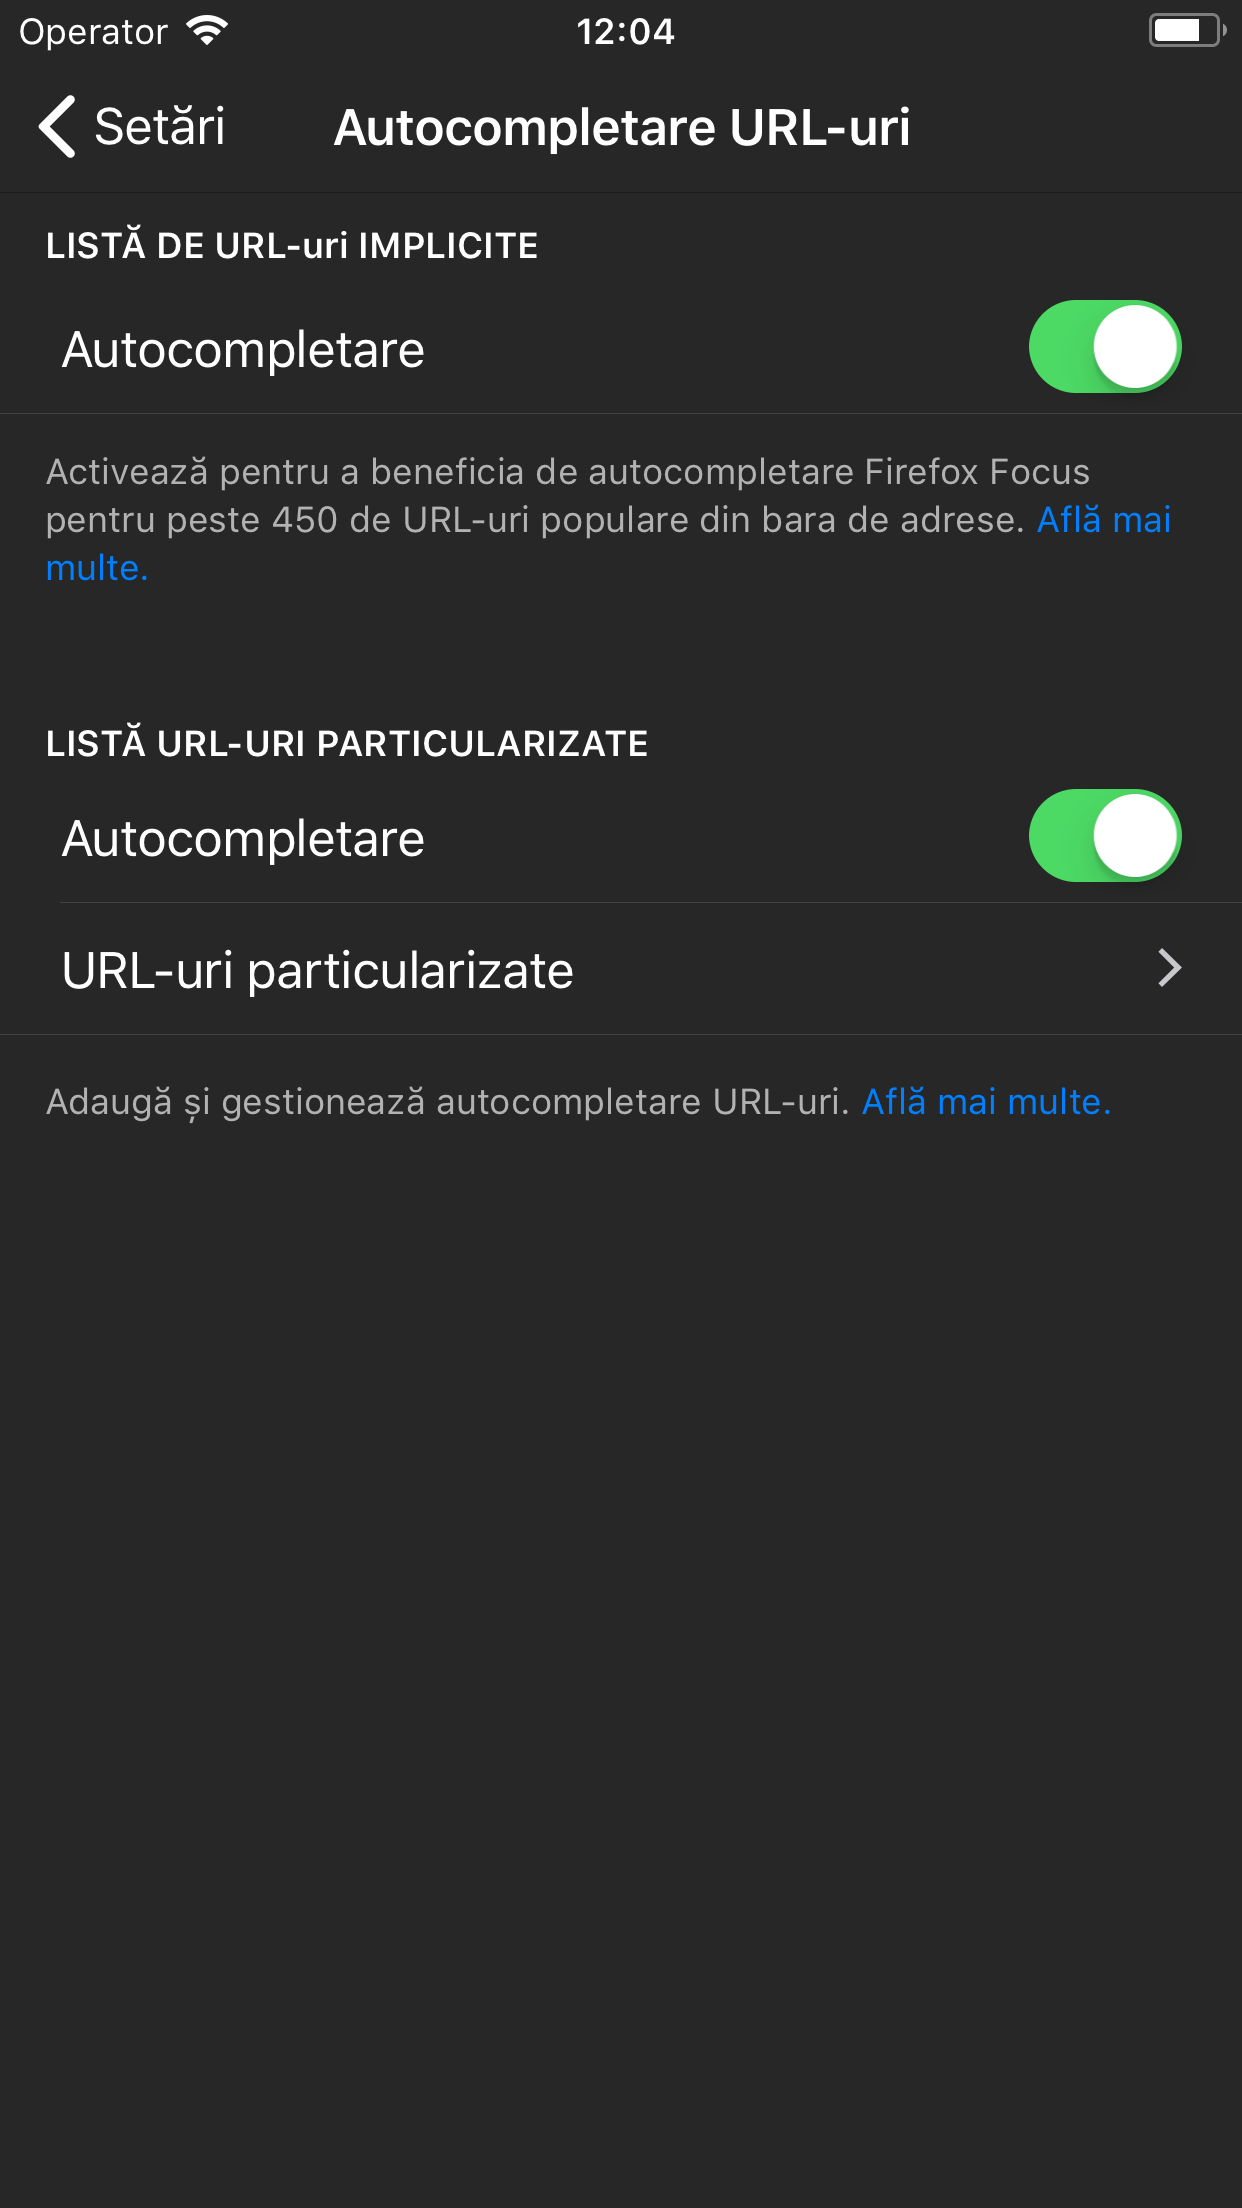 Operator
12:04
Setări
Autocompletare URL-uri
LISTĂ DE URL-uri IMPLICITE
Autocompletare
Activează pentru a beneficia de autocompletare Firefox Focus
pentru peste 450 de URL-uri populare din bara de adrese. Află mai
multe.
LISTĂ URL-URI PARTICULARIZATE
Autocompletare
URL-uri particularizate
Adaugă și gestionează autocompletare URL-uri. Află mai multe.